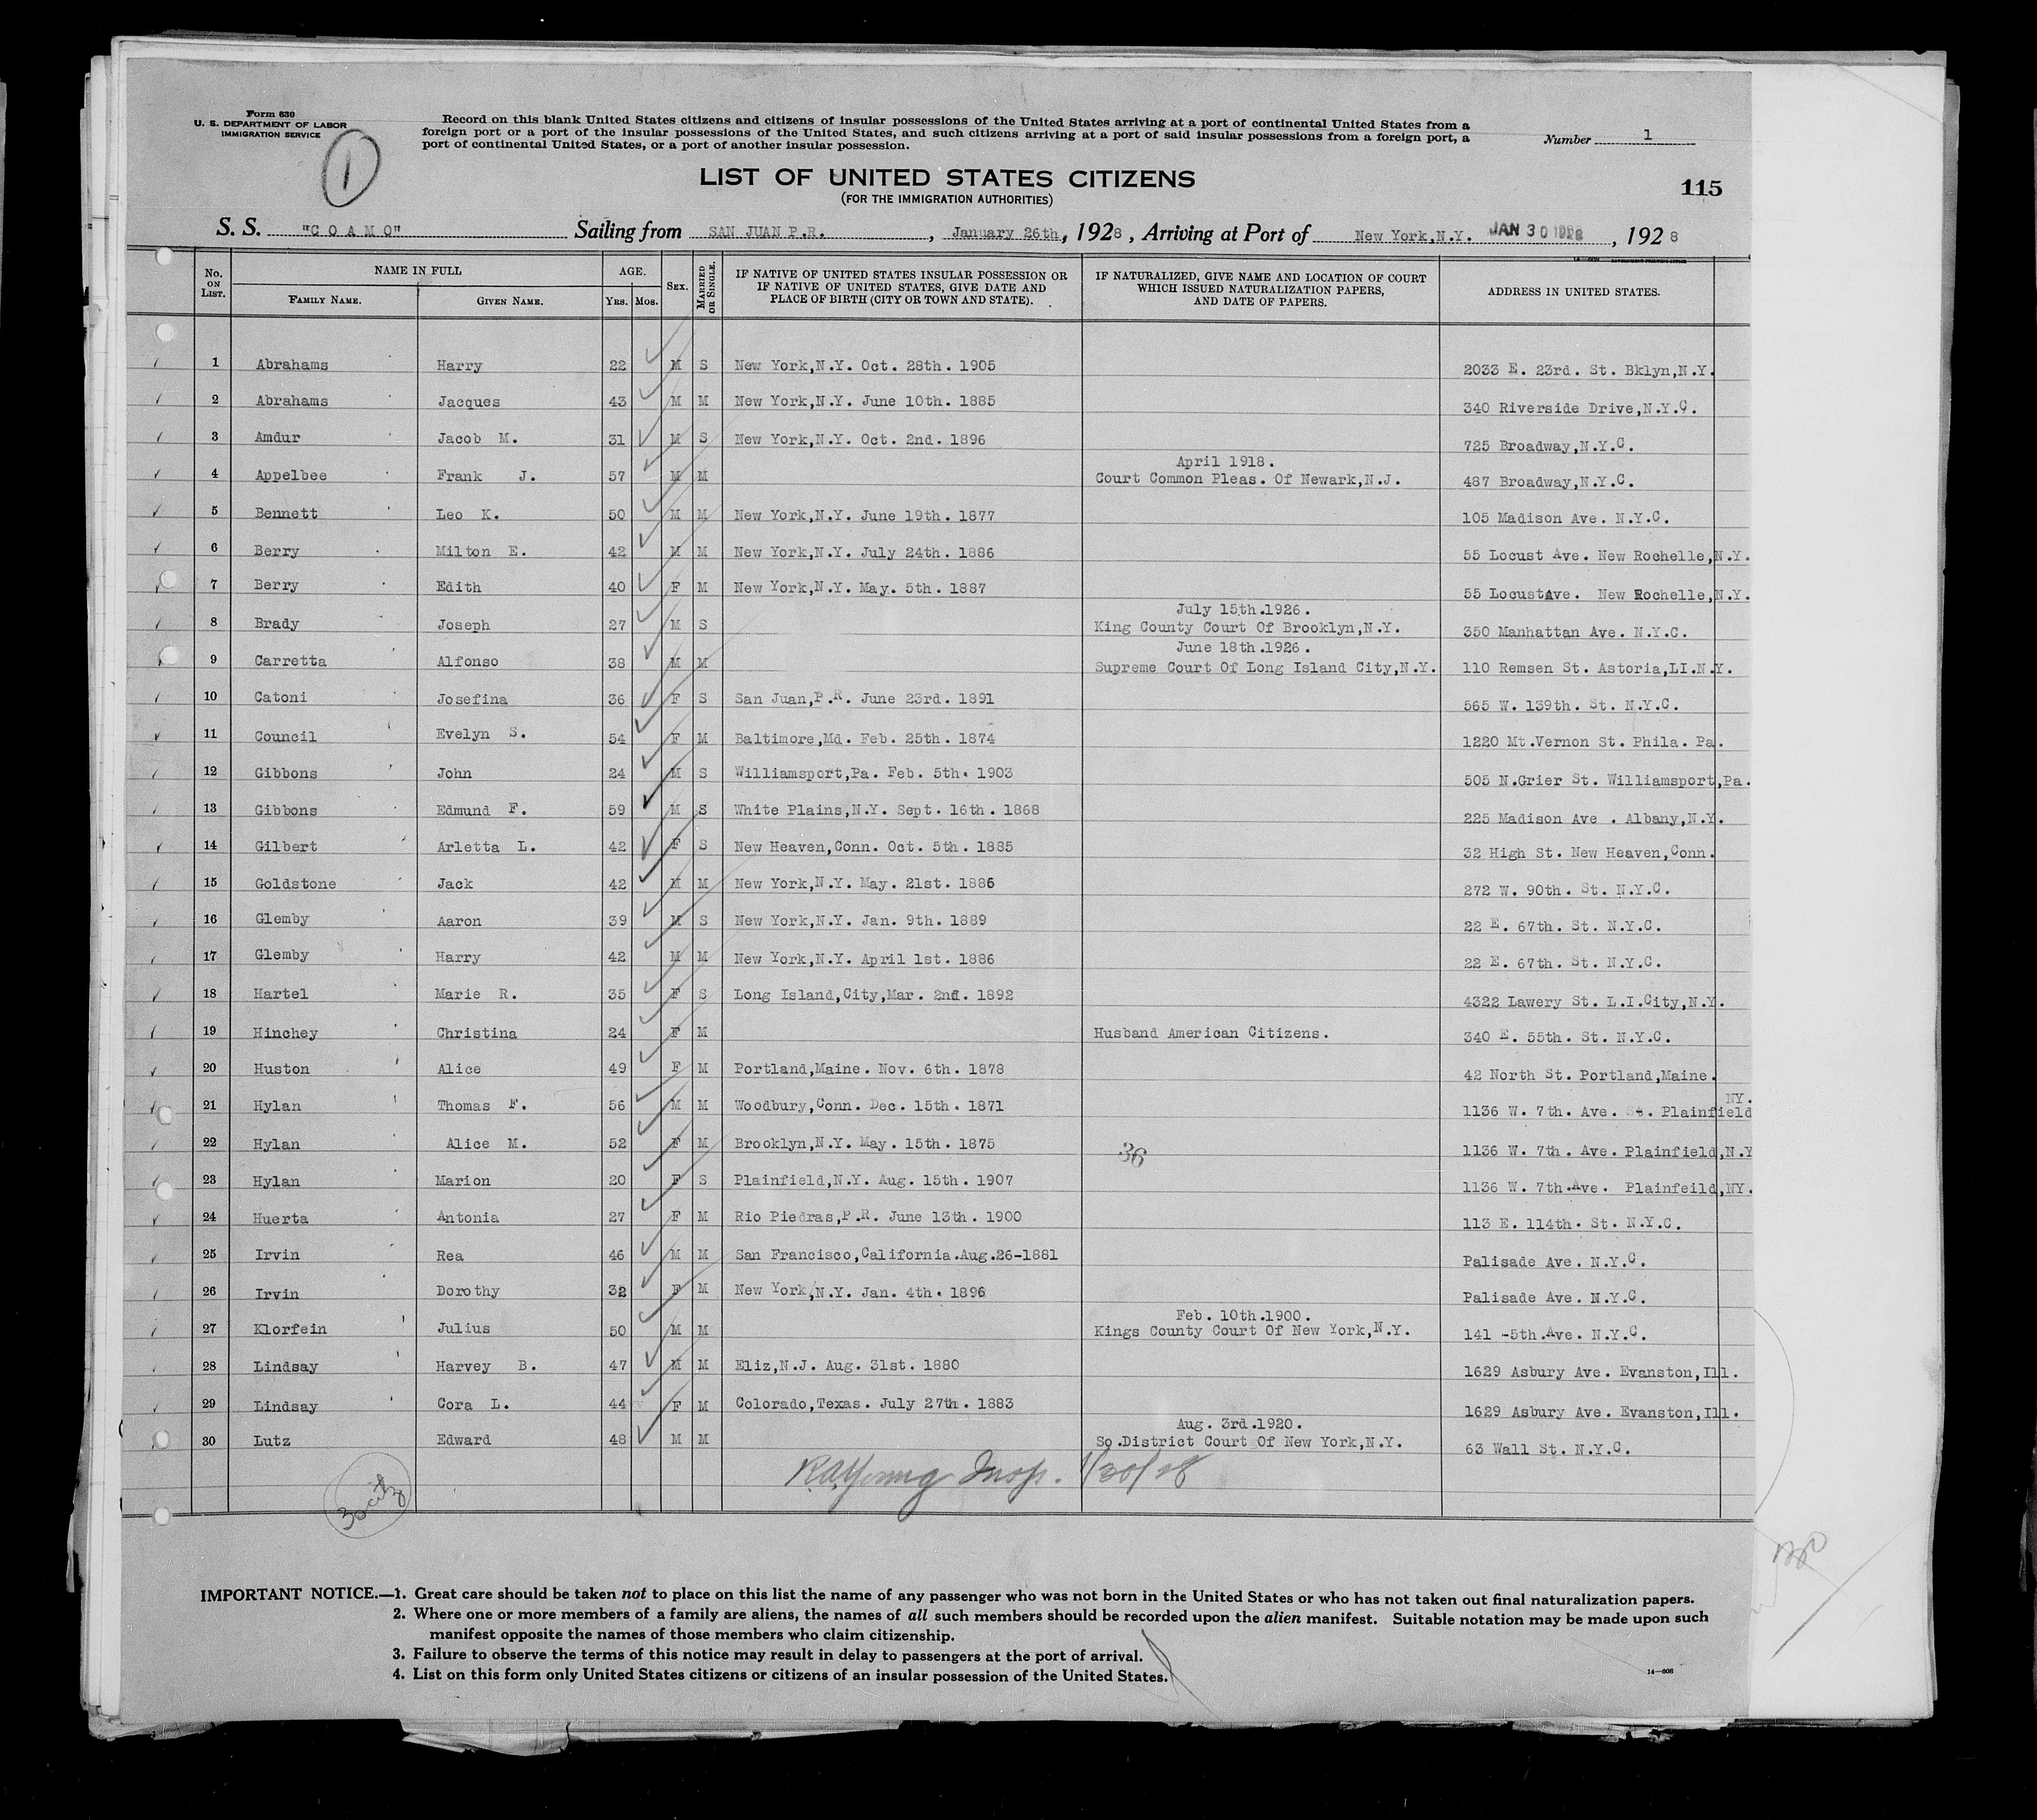 Form 630
U. S. DEPARTMENT OF LABOR
IMMIGRATION SERVICE
1
Record on this blank United States citizens and citizens of insular possessions of the United States arriving at a port of continental United States from a
foreign port or a port of the insular possessions of the United States, and such citizens arriving at a port of said insular possessions from a foreign port, a
port of continental United States, or a port of another insular possession.
Number 1
LIST OF UNITED STATES CITIZENS
(FOR THE IMMIGRATION AUTHORITIES)
115
S. S. "COAMO" Sailing from SAN JUAN P.R. , January 26th, 1928 , Arriving at Port of New York,N.Y. JAN 30 1928 , 1928
No. ON LIST. NAME IN FULL FAMILY NAME. GIVEN NAME. AGE. YRS. MOS. SEX. MARRIED OR SINGLE. IF NATIVE OF UNITED STATES INSULAR POSSESSION OR IF NATIVE OF UNITED STATES, GIVE DATE AND PLACE OF BIRTH (CITY OR TOWN AND STATE). IF NATURALIZED, GIVE NAME AND LOCATION OF COURT WHICH ISSUED NATURALIZATION PAPERS, AND DATE OF PAPERS. ADDRESS IN UNITED STATES.
1 Abrahams Harry 22 M S New York,N.Y. Oct. 28th. 1905 2033 E. 23rd. St. Bklyn,N.Y.
2 Abrahams Jacques 43 M M New York,N.Y. June 10th. 1885 340 Riverside Drive,N.Y.C.
3 Amdur Jacob M. 31 M S New York,N.Y. Oct. 2nd. 1896 725 Broadway,N.Y.C.
4 Appelbee Frank J. 57 M M April 1918. Court Common Pleas. Of Newark,N.J. 487 Broadway,N.Y.C.
5 Bennett Leo K. 50 M M New York,N.Y. June 19th. 1877 105 Madison Ave. N.Y.C.
6 Berry Milton E. 42 M M New York,N.Y. July 24th. 1886 55 Locust Ave. New Rochelle,N.Y.
7 Berry Edith 40 F M New York,N.Y. May. 5th. 1887 55 LocustAve. New Rochelle,N.Y.
8 Brady Joseph 27 M S July 15th.1926. King County Court Of Brooklyn,N.Y. 350 Manhattan Ave. N.Y.C.
9 Carretta Alfonso 38 M M June 18th.1926. Supreme Court Of Long Island City,N.Y. 110 Remsen St. Astoria,LI.N.Y.
10 Catoni Josefina 36 F S San Juan,P.R. June 23rd. 1891 565 W. 139th. St. N.Y.C.
11 Council Evelyn S. 54 F M Baltimore,Md. Feb. 25th. 1874 1220 Mt.Vernon St. Phila. Pa.
12 Gibbons John 24 M S Williamsport,Pa. Feb. 5th. 1903 505 N.Grier St. Williamsport,Pa.
13 Gibbons Edmund F. 59 M S White Plains,N.Y. Sept. 16th. 1868 225 Madison Ave . Albany,N.Y.
14 Gilbert Arletta L. 42 F S New Heaven,Conn. Oct. 5th. 1885 32 High St. New Heaven,Conn.
15 Goldstone Jack 42 M M New York,N.Y. May. 21st. 1886 272 W. 90th. St. N.Y.C.
16 Glemby Aaron 39 M S New York,N.Y. Jan. 9th. 1889 22 E. 67th. St. N.Y.C.
17 Glemby Harry 42 M M New York,N.Y. April 1st. 1886 22 E. 67th. St. N.Y.C.
18 Hartel Marie R. 35 F S Long Island,City,Mar. 2nd. 1892 4322 Lawery St. L.I.City,N.Y.
19 Hinchey Christina 24 F M Husband American Citizens. 340 E. 55th. St. N.Y.C.
20 Huston Alice 49 F M Portland,Maine. Nov. 6th. 1878 42 North St. Portland,Maine.
21 Hylan Thomas F. 56 M M Woodbury,Conn. Dec. 15th. 1871 1136 W. 7th. Ave. St. Plainfield NY.
22 Hylan Alice M. 52 F M Brooklyn,N.Y. May. 15th. 1875 36 1136 W. 7th. Ave. Plainfield,N.Y
23 Hylan Marion 20 F S Plainfield,N.Y. Aug. 15th. 1907 1136 W. 7th.Ave. Plainfeild,NY.
24 Huerta Antonia 27 F M Rio Piedras,P.R. June 13th. 1900 113 E. 114th. St. N.Y.C.
25 Irvin Rea 46 M M San Francisco,California.Aug.26-1881 Palisade Ave. N.Y.C.
26 Irvin Dorothy 32 F M New York,N.Y. Jan. 4th. 1896 Palisade Ave. N.Y.C.
27 Klorfein Julius 50 M M Feb. 10th.1900. Kings County Court Of New York,N.Y. 141 -5th.Ave. N.Y.C.
28 Lindsay Harvey B. 47 M M Eliz,N.J. Aug. 31st. 1880 1629 Asbury Ave. Evanston,Ill.
29 Lindsay Cora L. 44 F M Colorado,Texas. July 27th. 1883 1629 Asbury Ave. Evanston,Ill.
30 Lutz Edward 48 M M Aug. 3rd.1920. So.District Court Of New York,N.Y. 63 Wall St. N.Y.C.
30 citz
RAYoung Insp. 1/30/28
IMPORTANT NOTICE.—1. Great care should be taken not to place on this list the name of any passenger who was not born in the United States or who has not taken out final naturalization papers.
2. Where one or more members of a family are aliens, the names of all such members should be recorded upon the alien manifest. Suitable notation may be made upon such
manifest opposite the names of those members who claim citizenship.
3. Failure to observe the terms of this notice may result in delay to passengers at the port of arrival.
4. List on this form only United States citizens or citizens of an insular possession of the United States.
14—608